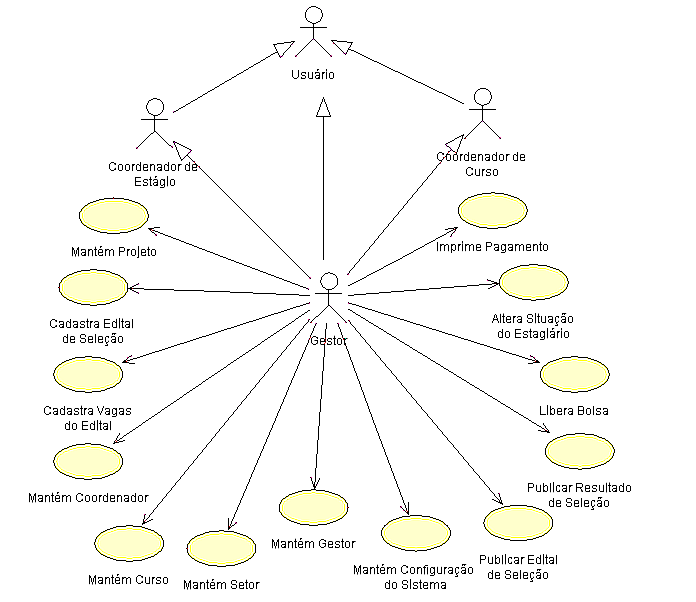 Usuário
Coordenador de
Estágio
Coordenador de
Curso
Mantém Projeto
Imprime Pagamento
Cadastra Edital
de Seleção
Altera Situação
do Estagiário
Gestor
Cadastra Vagas
do Edital
Libera Bolsa
Mantém Coordenador
Publicar Resultado
de Seleção
Mantém Curso
Mantém Setor
Mantém Gestor
Mantém Configuração
do Sistema
Publicar Edital
de Seleção